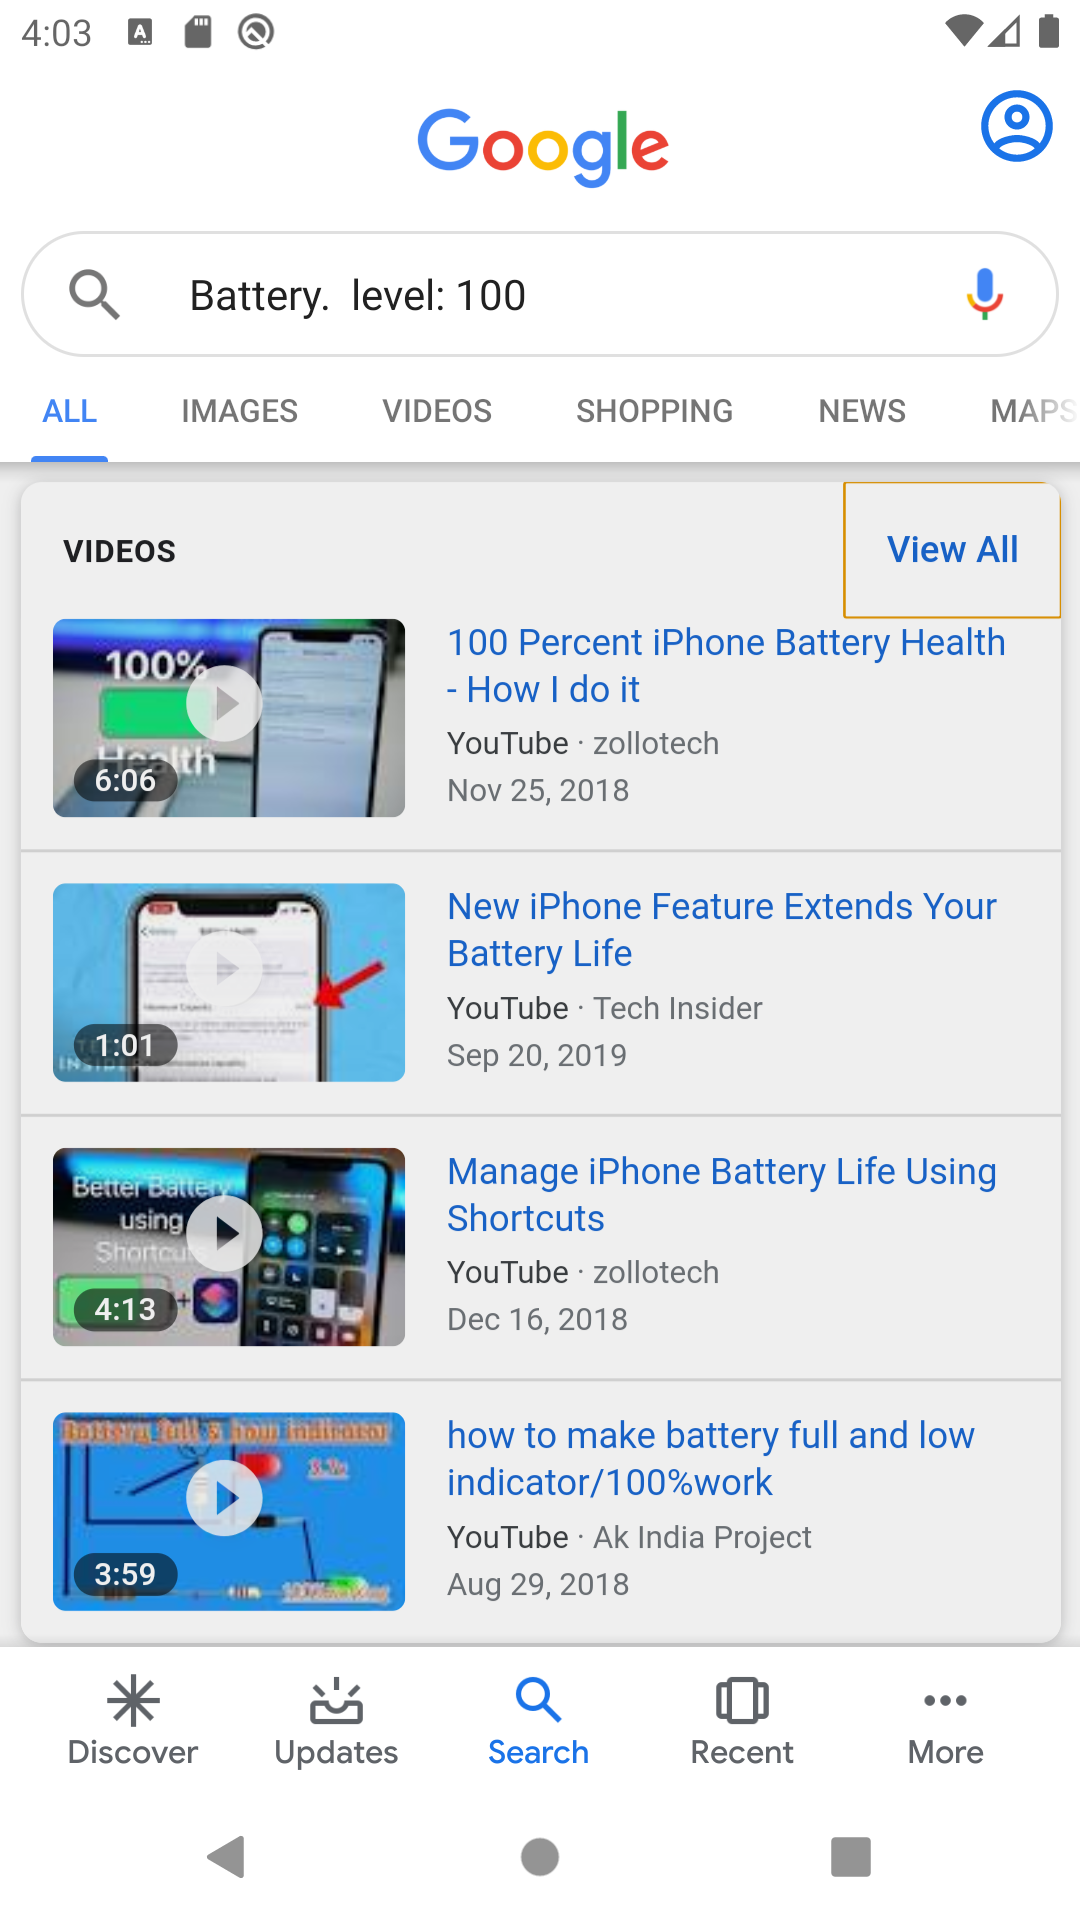 4:03
Google
Battery.  level: 100
ALL IMAGES VIDEOS SHOPPING NEWS MAPS
VIDEOS
View All
100%
Health
6:06
100 Percent iPhone Battery Health
- How I do it
YouTube · zollotech
Nov 25, 2018
1:01
New iPhone Feature Extends Your
Battery Life
YouTube · Tech Insider
Sep 20, 2019
Better Battery
using
Shortcuts
+
4:13
Manage iPhone Battery Life Using
Shortcuts
YouTube · zollotech
Dec 16, 2018
Battery full & low indicator
3:59
how to make battery full and low
indicator/100%work
YouTube · Ak India Project
Aug 29, 2018
Discover Updates Search Recent More